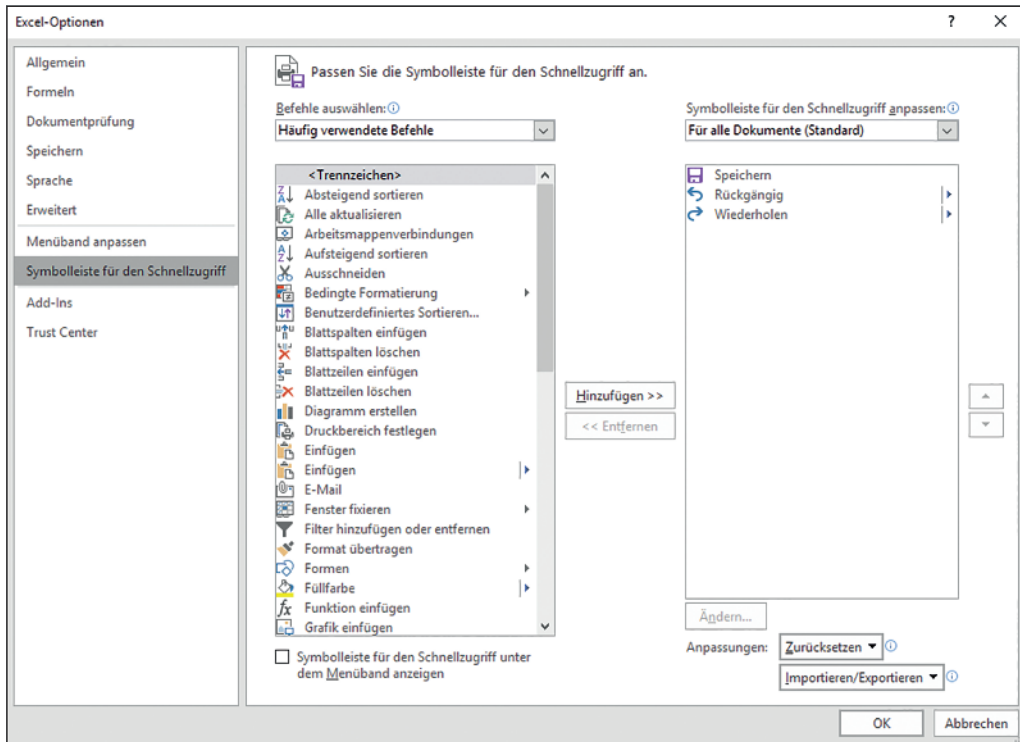 Excel-Optionen
?
Allgemein
Formeln
Dokumentprüfung
Speichern
Sprache
Erweitert
Menüband anpassen
Symbolleiste für den Schnellzugriff
Add-Ins
Trust Center
Passen Sie die Symbolleiste für den Schnellzugriff an.
Befehle auswählen:
Häufig verwendete Befehle
<Trennzeichen>
Absteigend sortieren
Alle aktualisieren
Arbeitsmappenverbindungen
Aufsteigend sortieren
Ausschneiden
Bedingte Formatierung
Benutzerdefiniertes Sortieren...
Blattspalten einfügen
Blattspalten löschen
Blattzeilen einfügen
Blattzeilen löschen
Diagramm erstellen
Druckbereich festlegen
Einfügen
Einfügen
E-Mail
Fenster fixieren
Filter hinzufügen oder entfernen
Format übertragen
Formen
Füllfarbe
Funktion einfügen
Grafik einfügen
Symbolleiste für den Schnellzugriff unter
dem Menüband anzeigen
Hinzufügen >>
<< Entfernen
Symbolleiste für den Schnellzugriff anpassen:
Für alle Dokumente (Standard)
Speichern
Rückgängig
Wiederholen
Ändern...
Anpassungen:
Zurücksetzen
Importieren/Exportieren
OK
Abbrechen